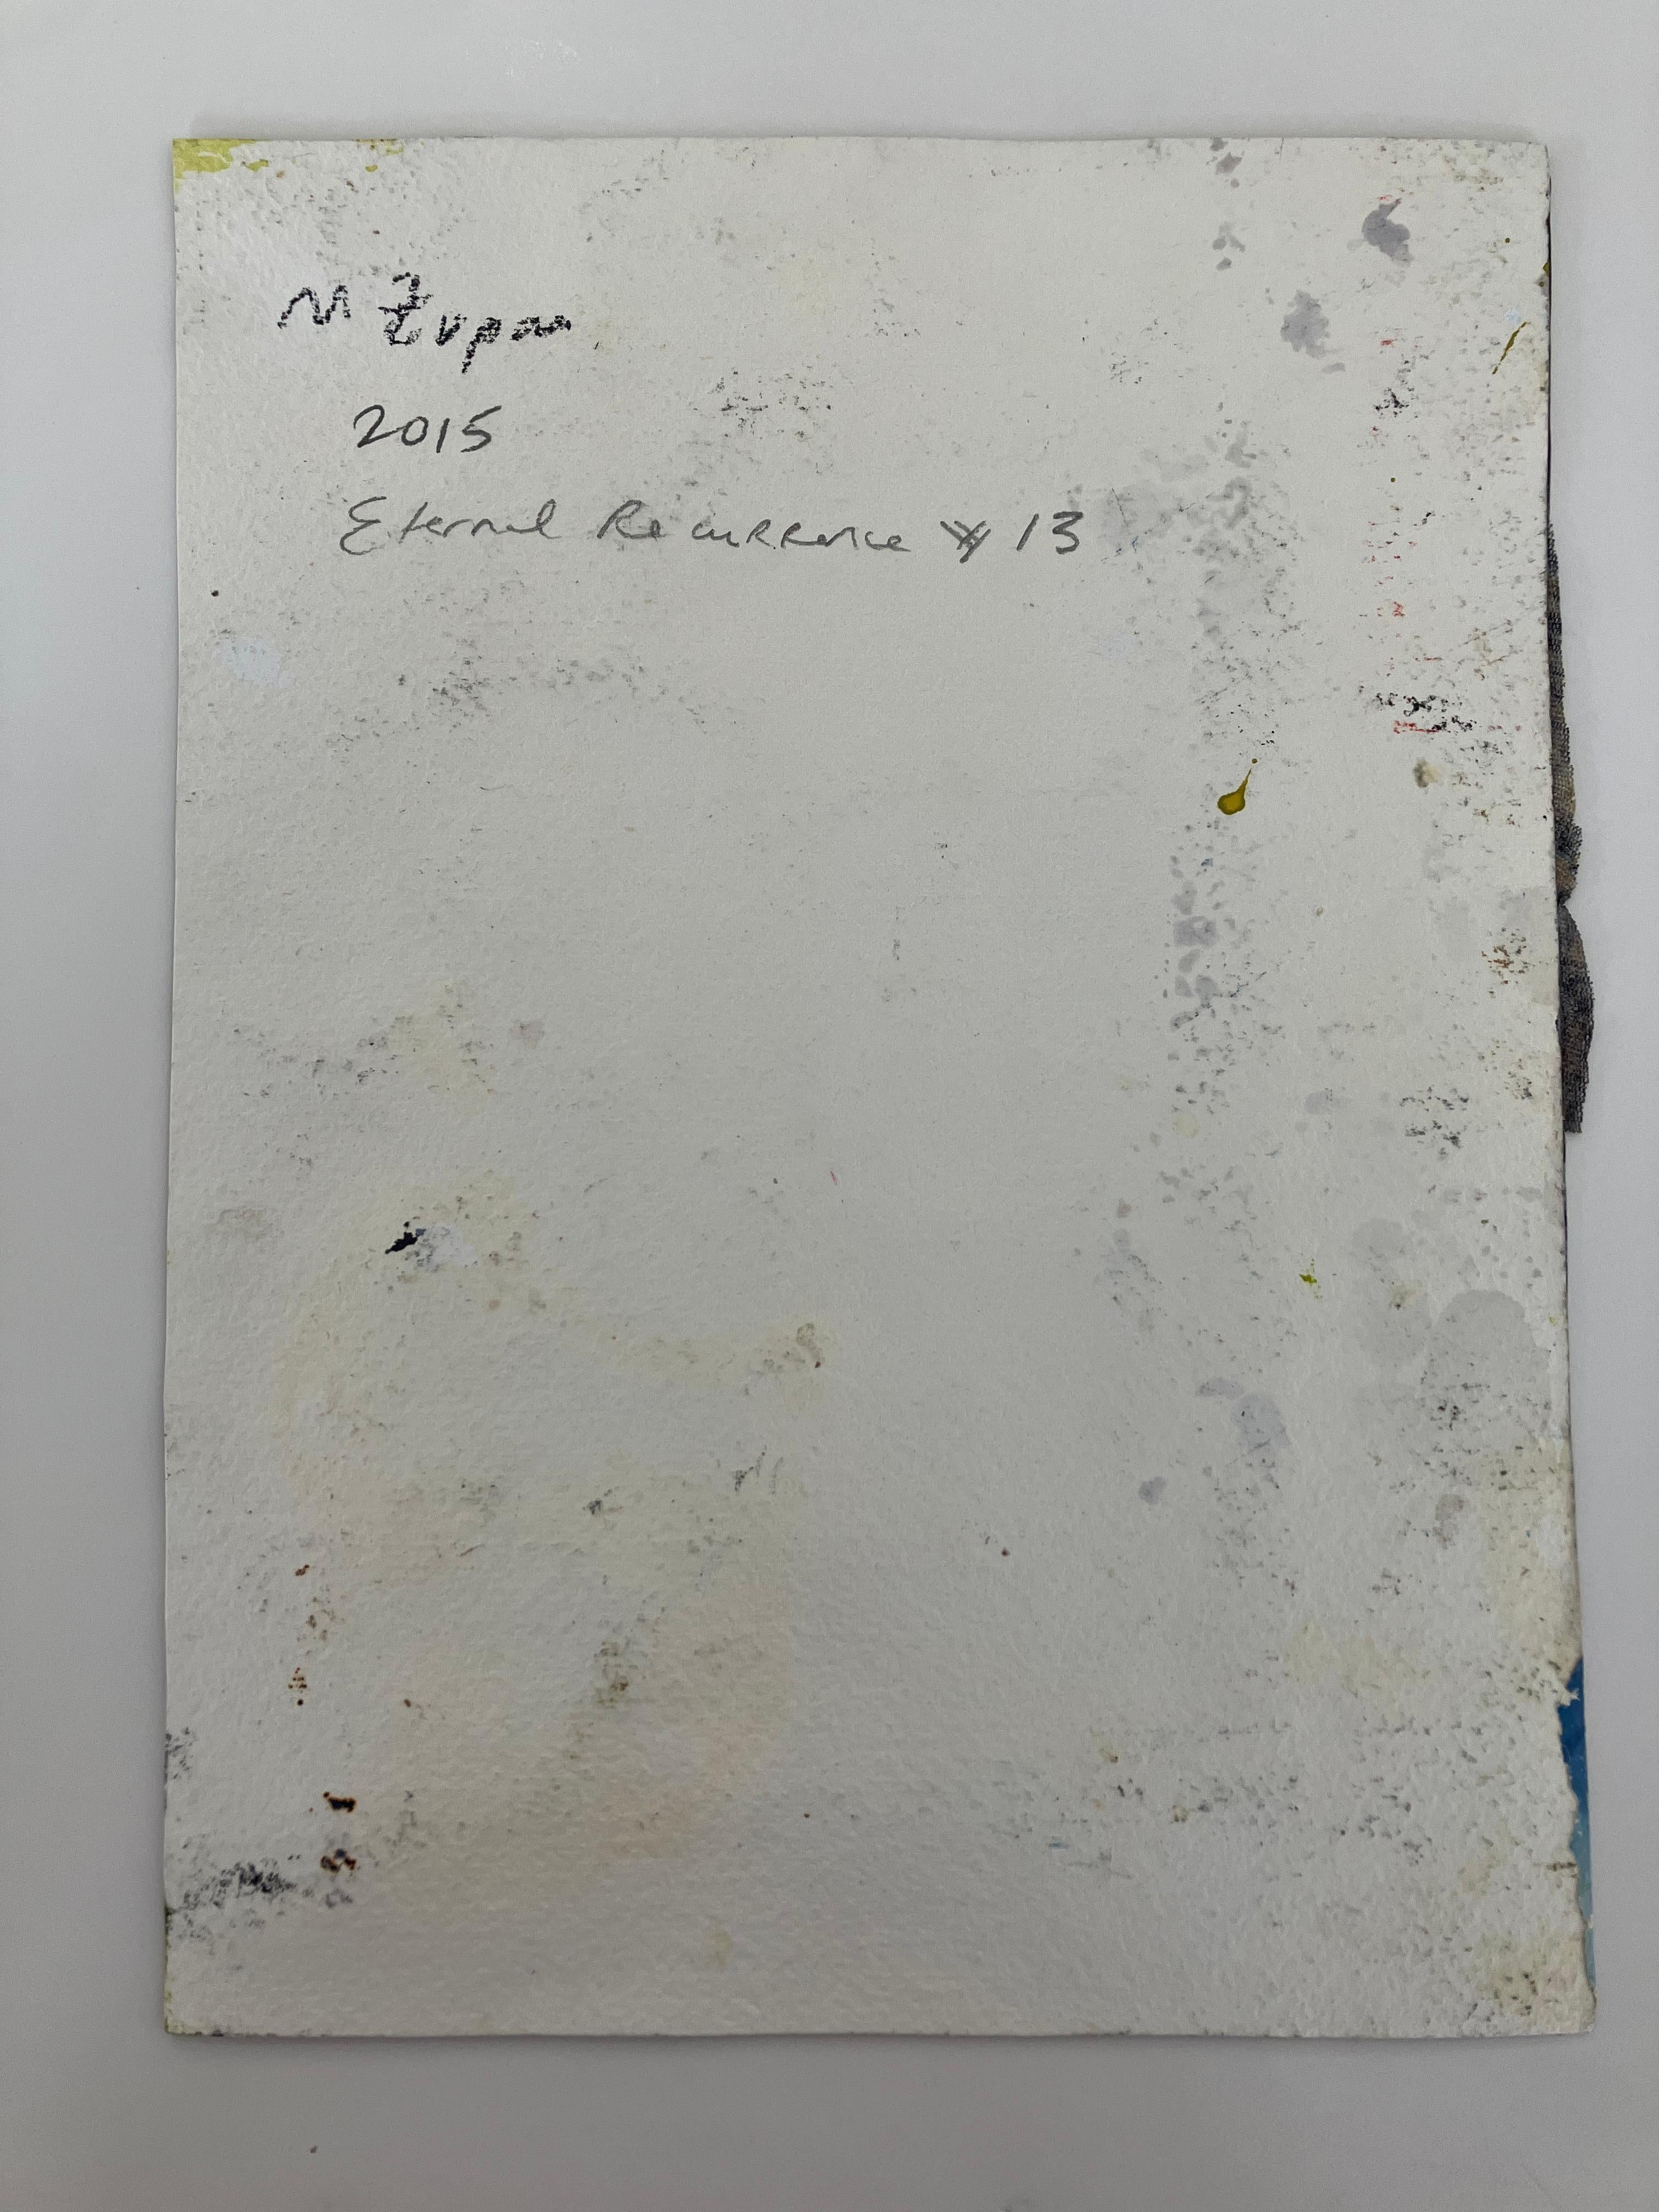 M Zupan
2015
Eternal Recurrence # 13